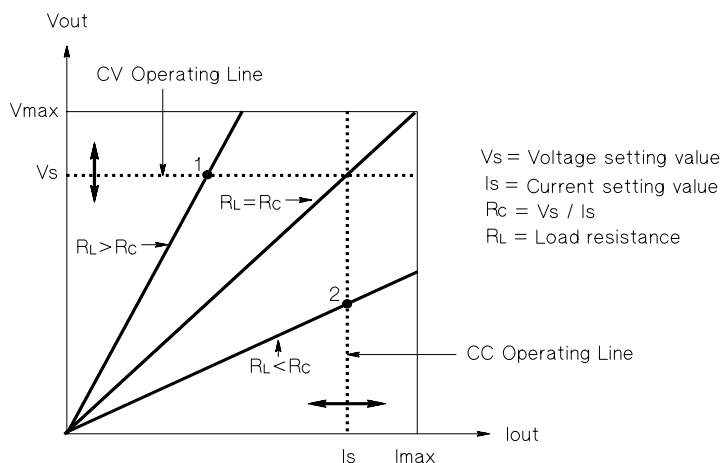 Vout
CV Operating Line
Vmax
Vs
1
RL=RC
RL>RC
2
RL<RC
CC Operating Line
Iout
Is
Imax
Vs = Voltage setting value
Is = Current setting value
RC = Vs / Is
RL = Load resistance